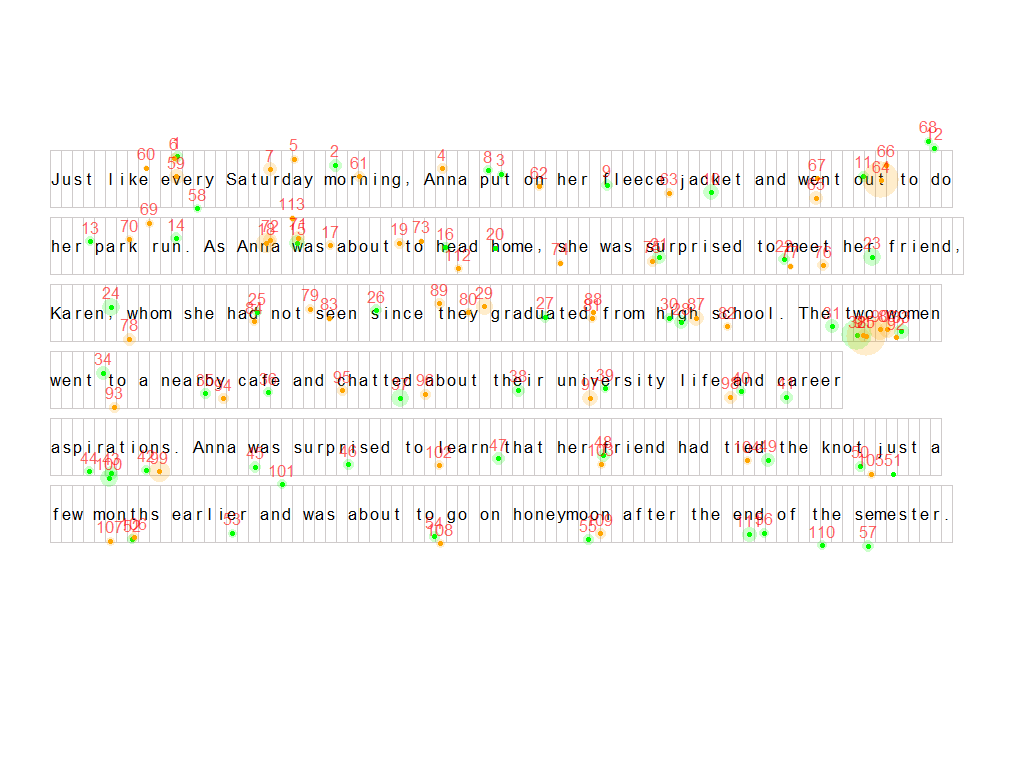 Just like every Saturday morning, Anna put on her fleece jacket and went out to do
her park run. As Anna was about to head home, she was surprised to meet her friend,
Karen, whom she had not seen since they graduated from high school. The two women
went to a nearby cafe and chatted about their university life and career
aspirations. Anna was surprised to learn that her friend had tied the knot just a
few months earlier and was about to go on honeymoon after the end of the semester.